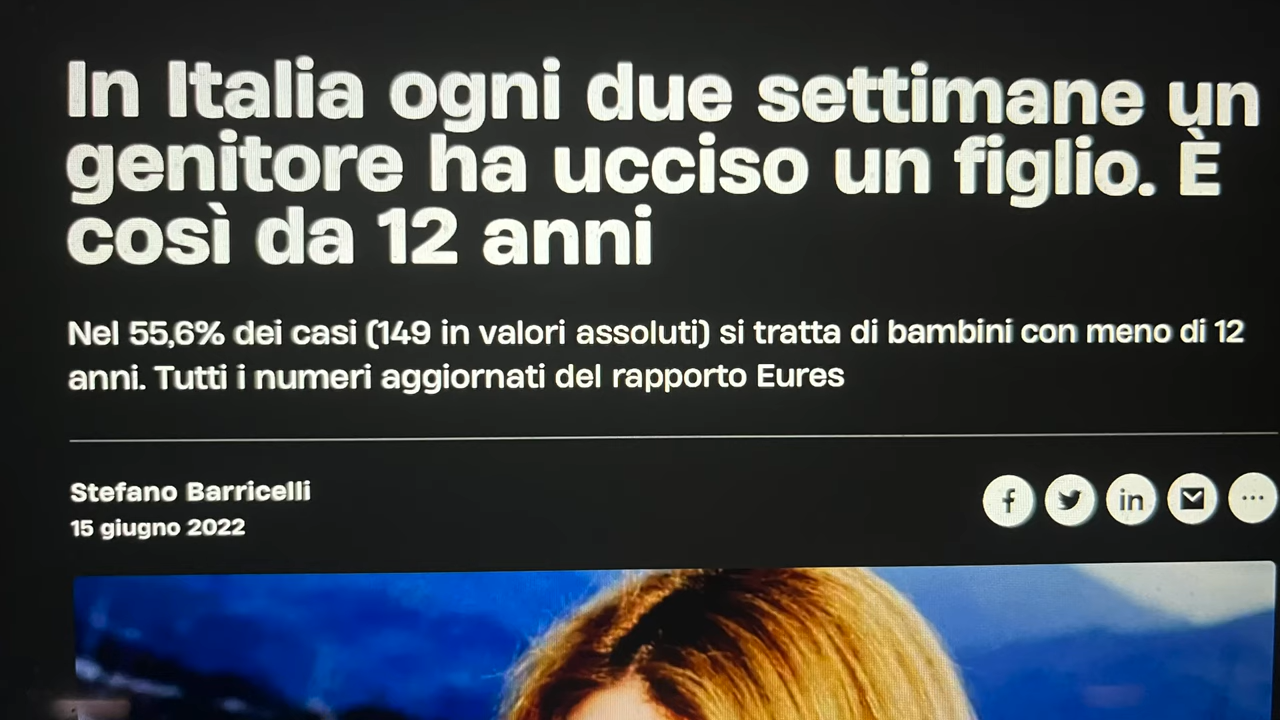 In Italia ogni due settimane un
genitore ha ucciso un figlio. È
così da 12 anni
Nel 55,6% dei casi (149 in valori assoluti) si tratta di bambini con meno di 12
anni. Tutti i numeri aggiornati del rapporto Eures
Stefano Barricelli
15 giugno 2022
f
in